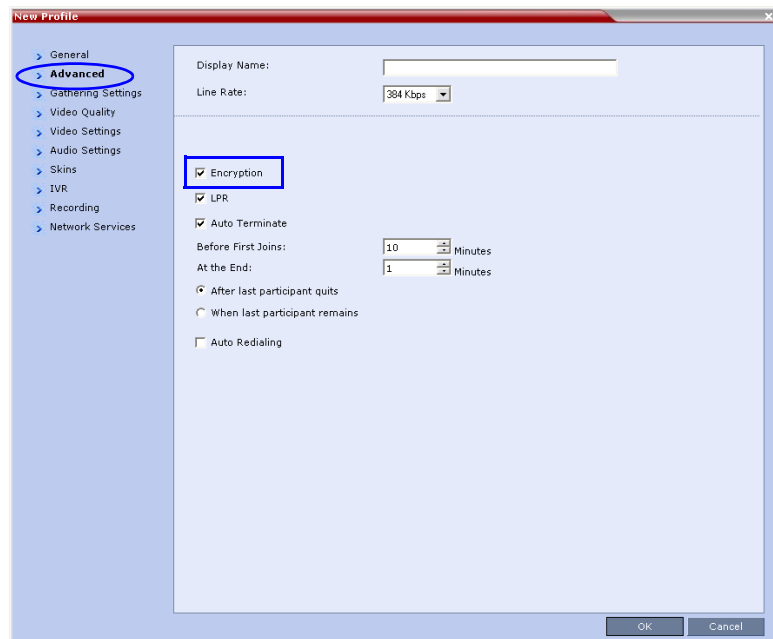 New Profile
General
Advanced
Gathering Settings
Video Quality
Video Settings
Audio Settings
Skins
IVR
Recording
Network Services
Display Name:
Line Rate: 384 Kbps
Encryption
LPR
Auto Terminate
Before First Joins: 10 Minutes
At the End: 1 Minutes
After last participant quits
When last participant remains
Auto Redialing
OK Cancel